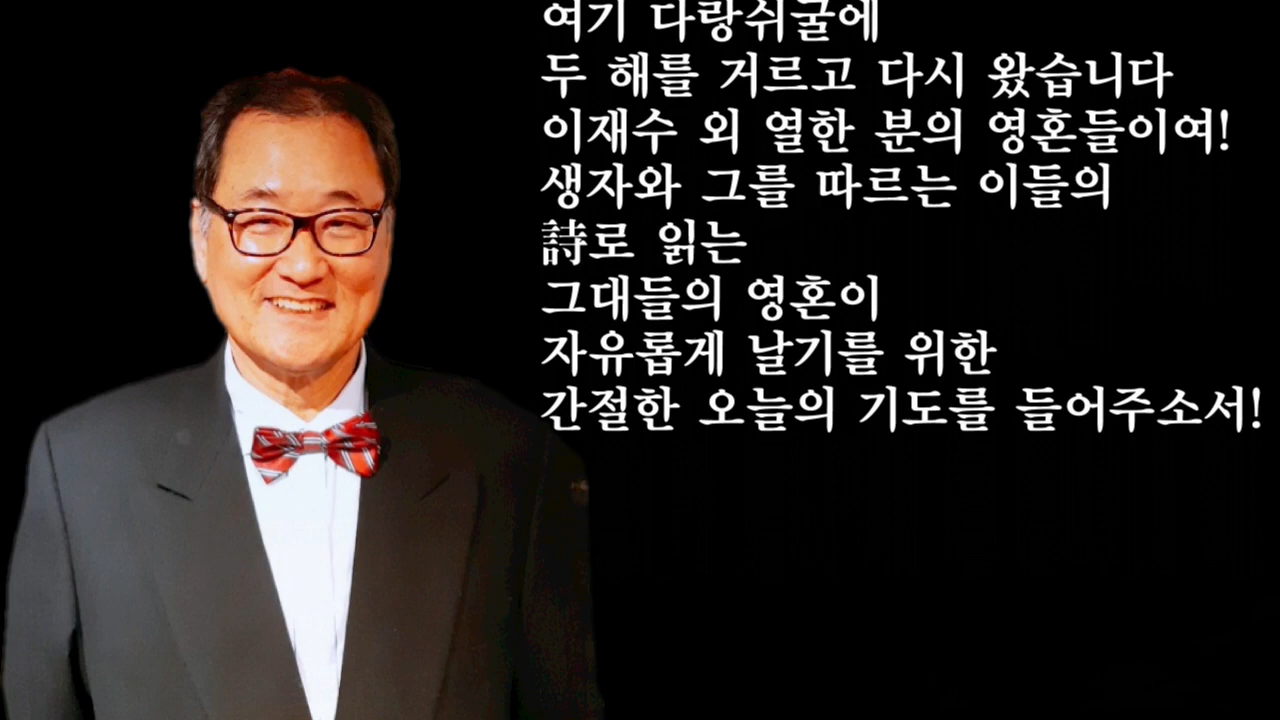 여기 다랑쉬굴에
두 해를 거르고 다시 왔습니다
이재수 외 열한 분의 영혼들이여!
생자와 그를 따르는 이들의
詩로 읽는
그대들의 영혼이
자유롭게 날기를 위한
간절한 오늘의 기도를 들어주소서!